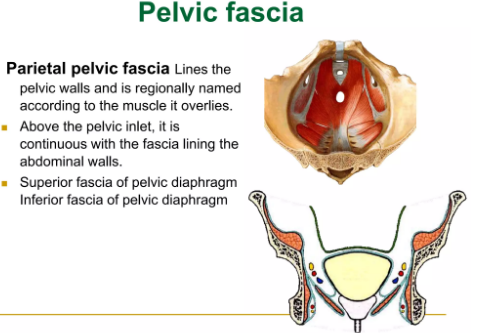 Pelvic fascia
Parietal pelvic fascia Lines the
pelvic walls and is regionally named
according to the muscle it overlies.
Above the pelvic inlet, it is
continuous with the fascia lining the
abdominal walls.
Superior fascia of pelvic diaphragm
Inferior fascia of pelvic diaphragm